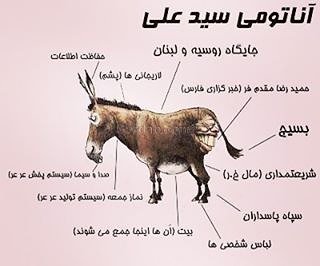 آناتومی سید علی
جایگاه روسیه و لبنان
حفاظت اطلاعات
لاریجانی ها (پشم)
حمید رضا مقدم فر (خبر گزاری فارس)
بسیج
صدا و سیما (سیستم پخش عر عر)
شریعتمداری (مال خ.ر)
نماز جمعه (سیستم تولید عر عر)
سپاه پاسداران
بیت (آن ها اینجا جمع می شوند)
لباس شخصی ها